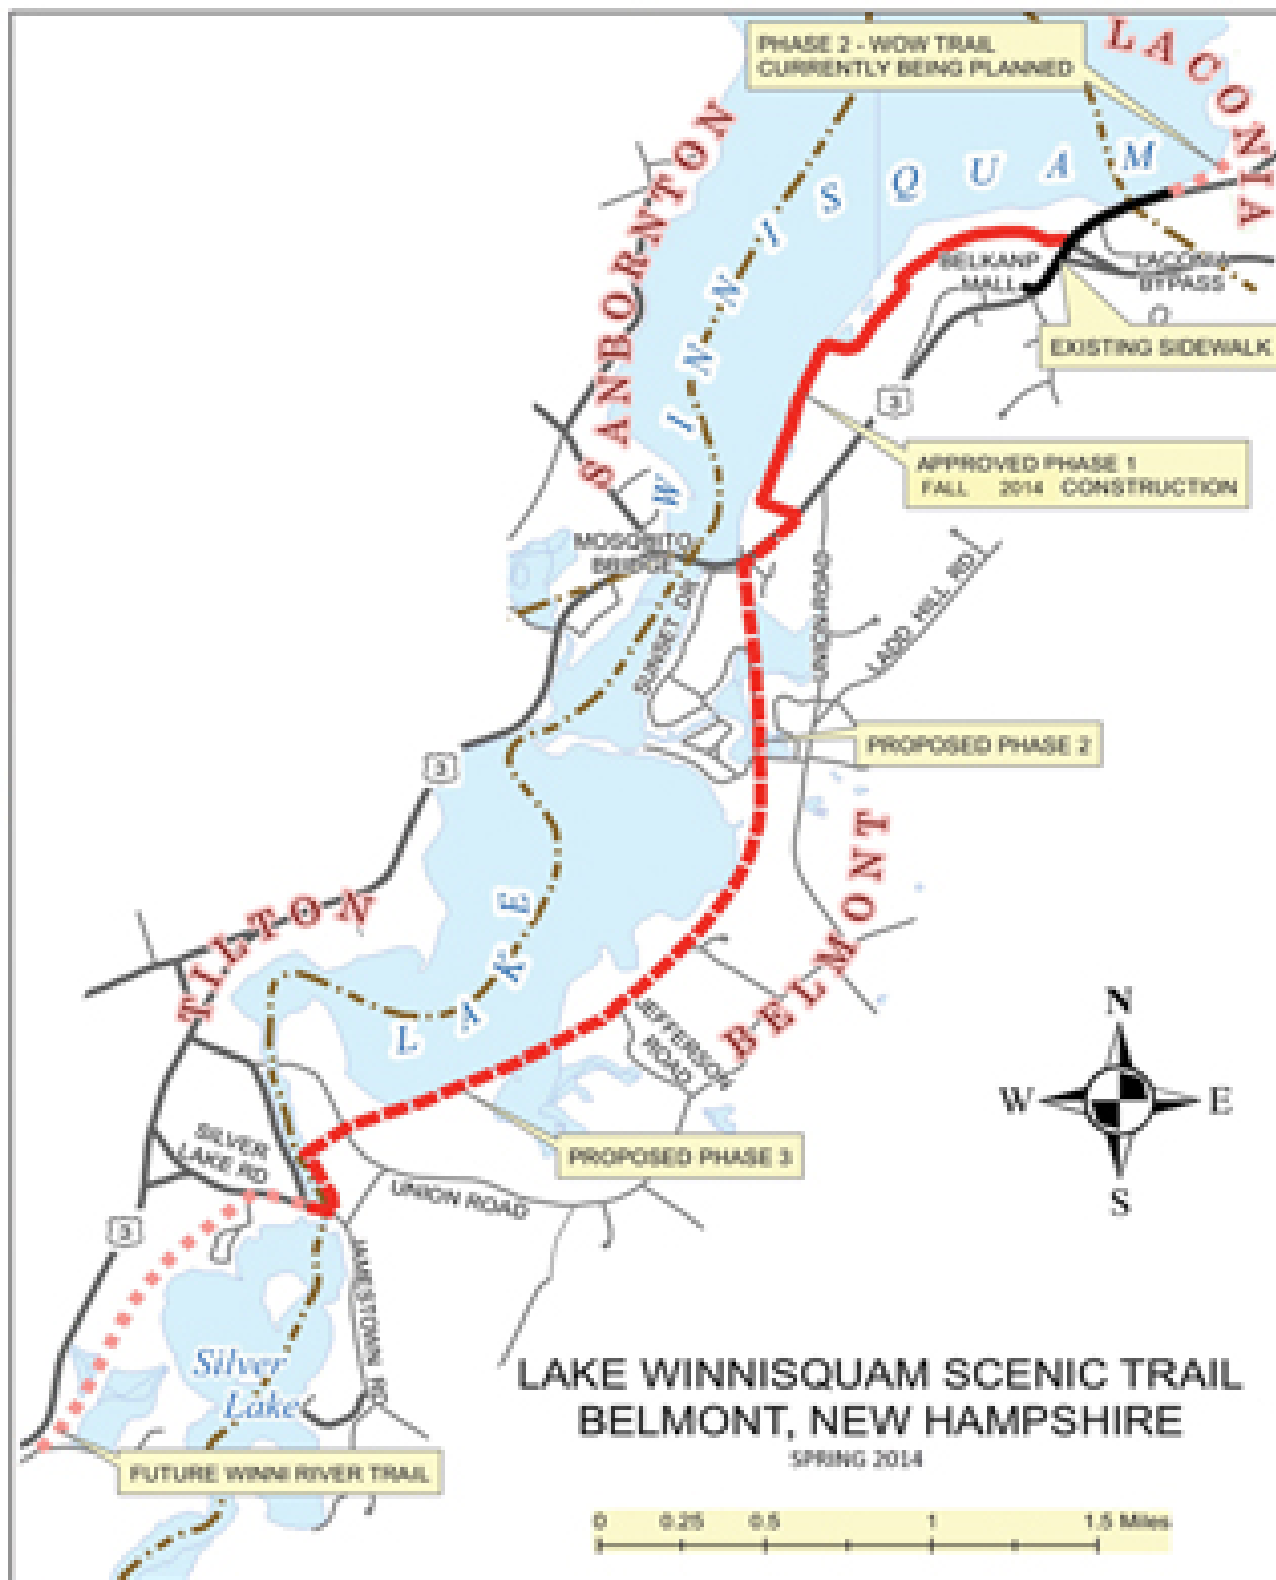 PHASE 2 - WOW TRAIL
CURRENTLY BEING PLANNED
LACONIA
SANBORNTON
WINNISQUAM
BELKANP
MALL
LACONIA
BYPASS
EXISTING SIDEWALK
3
APPROVED PHASE 1
FALL 2014 CONSTRUCTION
MOSQUITO
BRIDGE
SUNSET DR
UNION ROAD
LADD HILL RD
PROPOSED PHASE 2
3
BELMONT
TILTON
LAKE
JEFFERSON
ROAD
N
W E
S
SILVER
LAKE RD
PROPOSED PHASE 3
UNION ROAD
3
JAMESTOWN RD
Silver
Lake
LAKE WINNISQUAM SCENIC TRAIL
BELMONT, NEW HAMPSHIRE
SPRING 2014
FUTURE WINNI RIVER TRAIL
0 0.25 0.5 1 1.5 Miles